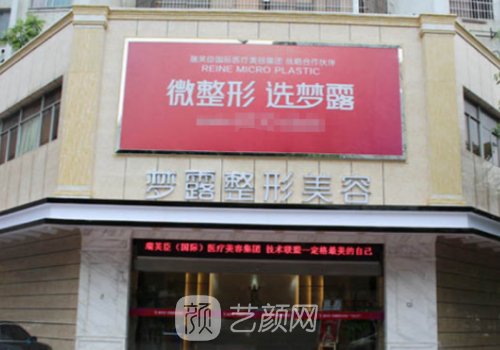 瑞芙臣国际医疗美容集团 战略合作伙伴
REINE MICRO PLASTIC
微整形 选梦露
梦露整形美容
瑞芙臣（国际）医疗美容集团 技术联盟一定格最美的自己
颜 艺颜网